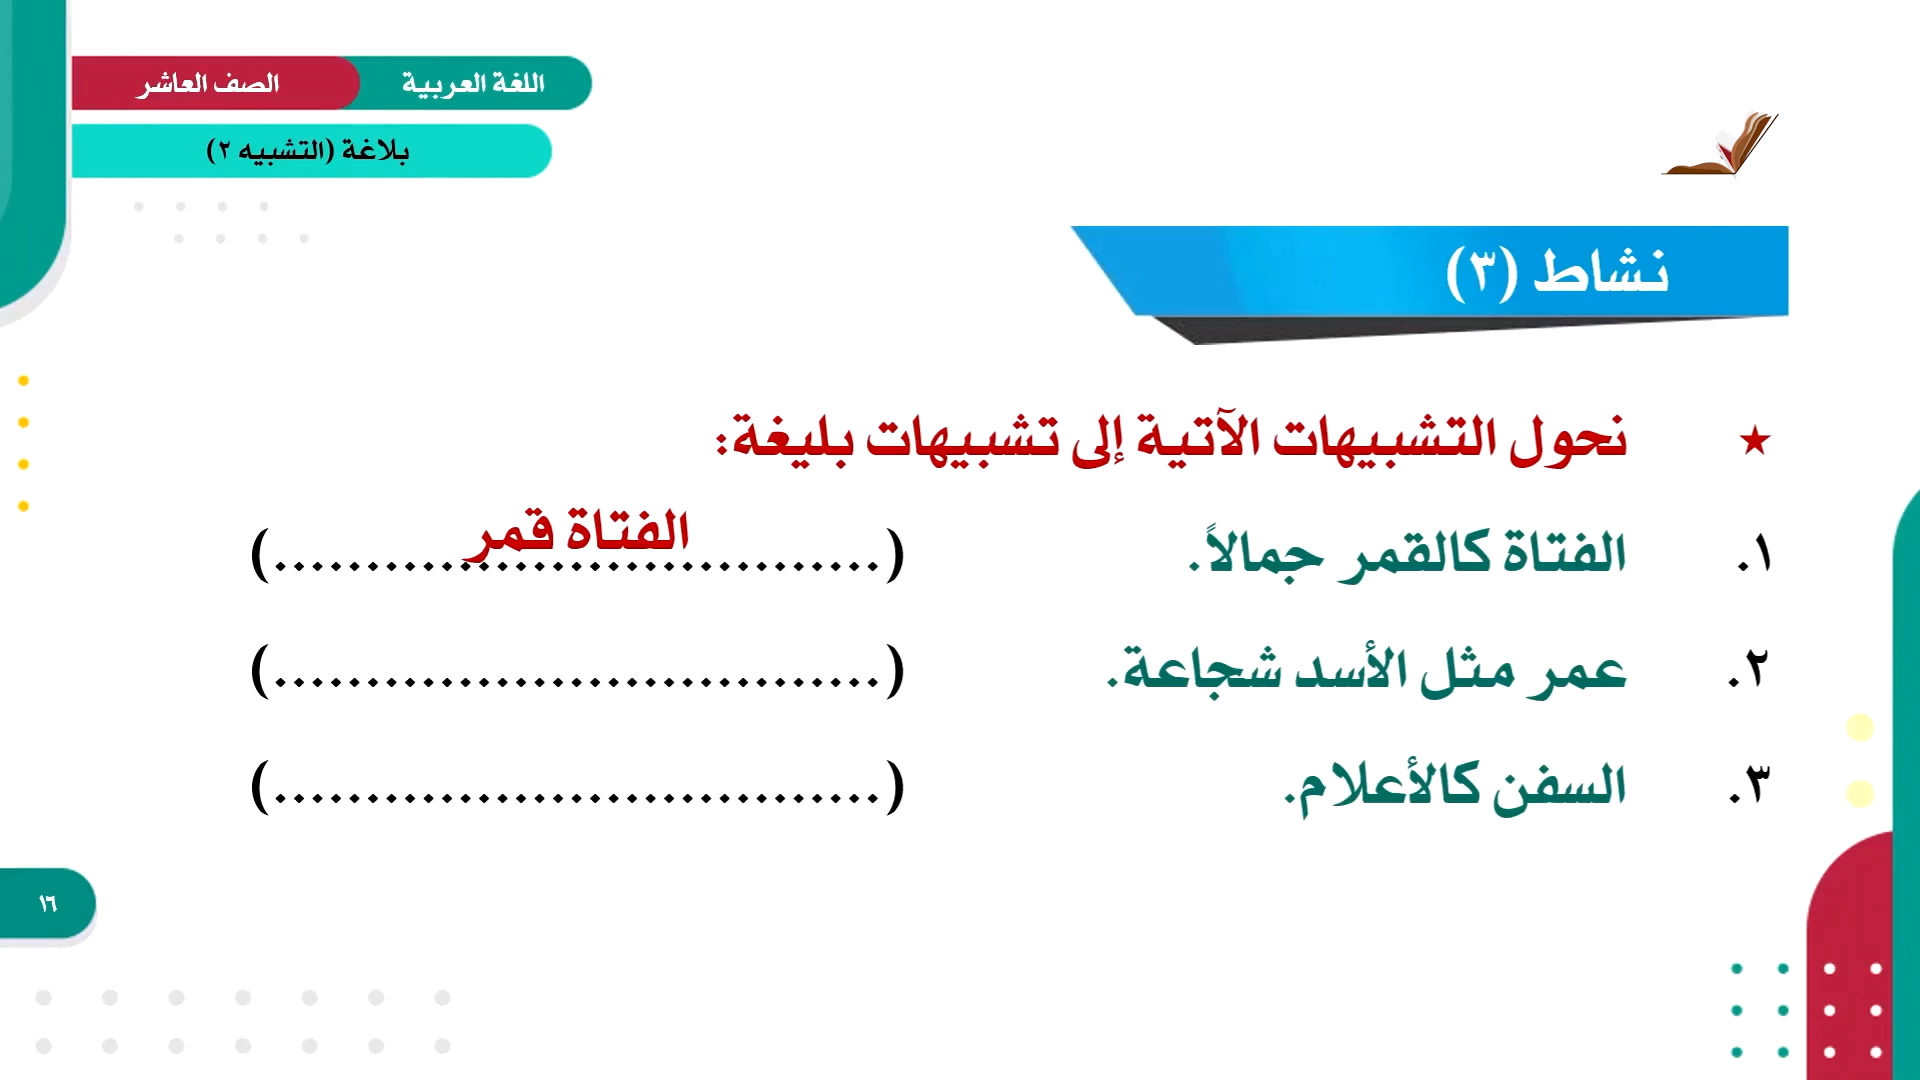 اللغة العربية الصف العاشر
بلاغة (التشبيه ٢)
نشاط (٣)
★ نحول التشبيهات الآتية إلى تشبيهات بليغة:
١. الفتاة كالقمر جمالاً. (.................................)
الفتاة قمر
٢. عمر مثل الأسد شجاعة. (.................................)
٣. السفن كالأعلام. (.................................)
١٦